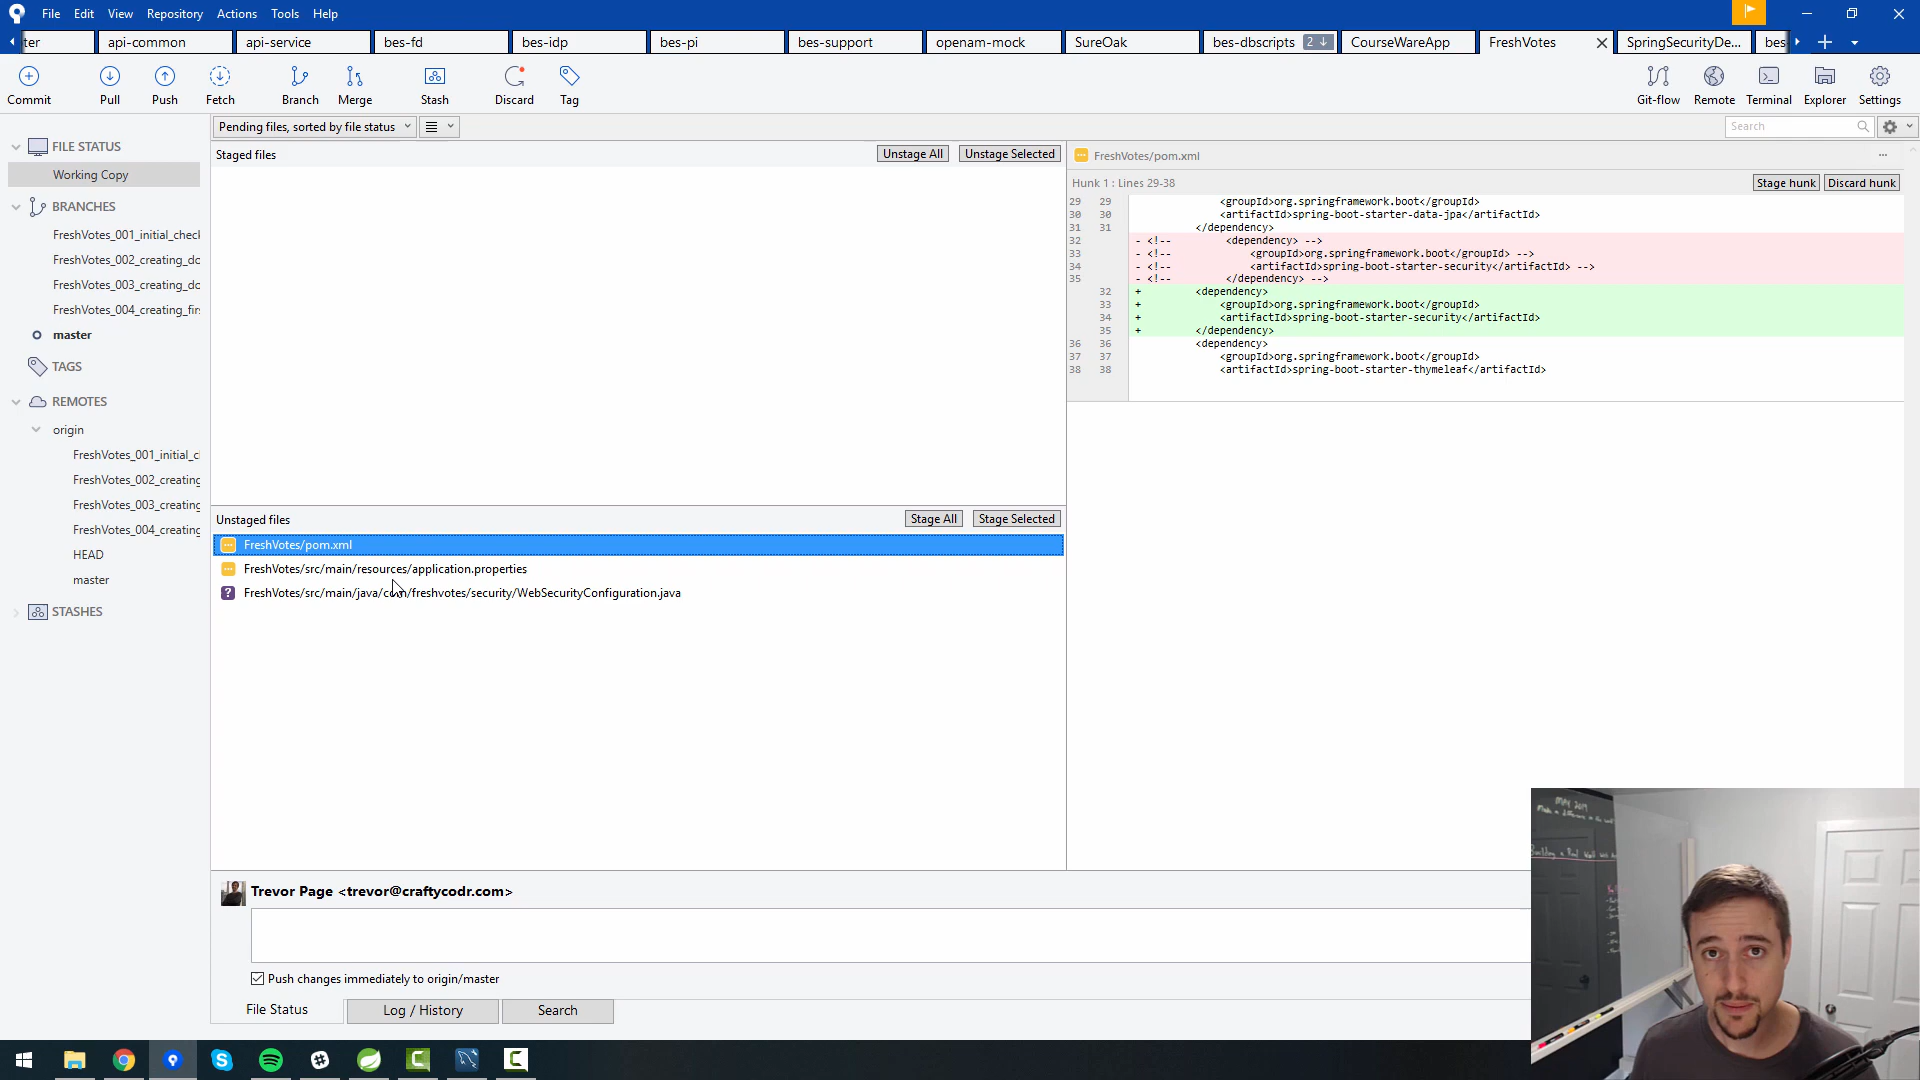 File Edit View Repository Actions Tools Help
ter api-common api-service bes-fd bes-idp bes-pi bes-support openam-mock SureOak bes-dbscripts 2 ↓ CourseWareApp FreshVotes SpringSecurityDe... bes
Commit Pull Push Fetch Branch Merge Stash Discard Tag Git-flow Remote Terminal Explorer Settings
Pending files, sorted by file status
Search
FILE STATUS
Working Copy
BRANCHES
FreshVotes_001_initial_check
FreshVotes_002_creating_do
FreshVotes_003_creating_do
FreshVotes_004_creating_fir
master
TAGS
REMOTES
origin
FreshVotes_001_initial_c
FreshVotes_002_creating
FreshVotes_003_creating
FreshVotes_004_creating
HEAD
master
STASHES
Staged files Unstage All Unstage Selected
Unstaged files Stage All Stage Selected
FreshVotes/pom.xml
FreshVotes/src/main/resources/application.properties
? FreshVotes/src/main/java/com/freshvotes/security/WebSecurityConfiguration.java
FreshVotes/pom.xml ...
Hunk 1 : Lines 29-38 Stage hunk Discard hunk
29 29 <groupId>org.springframework.boot</groupId>
30 30 <artifactId>spring-boot-starter-data-jpa</artifactId>
31 31 </dependency>
32 - <!-- <dependency> -->
33 - <!-- <groupId>org.springframework.boot</groupId> -->
34 - <!-- <artifactId>spring-boot-starter-security</artifactId> -->
35 - <!-- </dependency> -->
32 + <dependency>
33 + <groupId>org.springframework.boot</groupId>
34 + <artifactId>spring-boot-starter-security</artifactId>
35 + </dependency>
36 36 <dependency>
37 37 <groupId>org.springframework.boot</groupId>
38 38 <artifactId>spring-boot-starter-thymeleaf</artifactId>
Trevor Page <trevor@craftycodr.com>
Push changes immediately to origin/master
File Status Log / History Search
MAY 2019